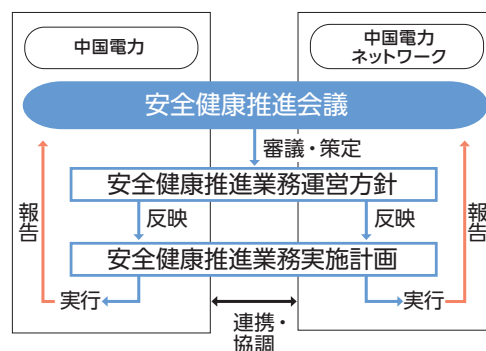 中国電力
中国電力
ネットワーク
安全健康推進会議
審議・策定
安全健康推進業務運営方針
報告
反映
反映
報告
安全健康推進業務実施計画
実行
実行
連携・
協調